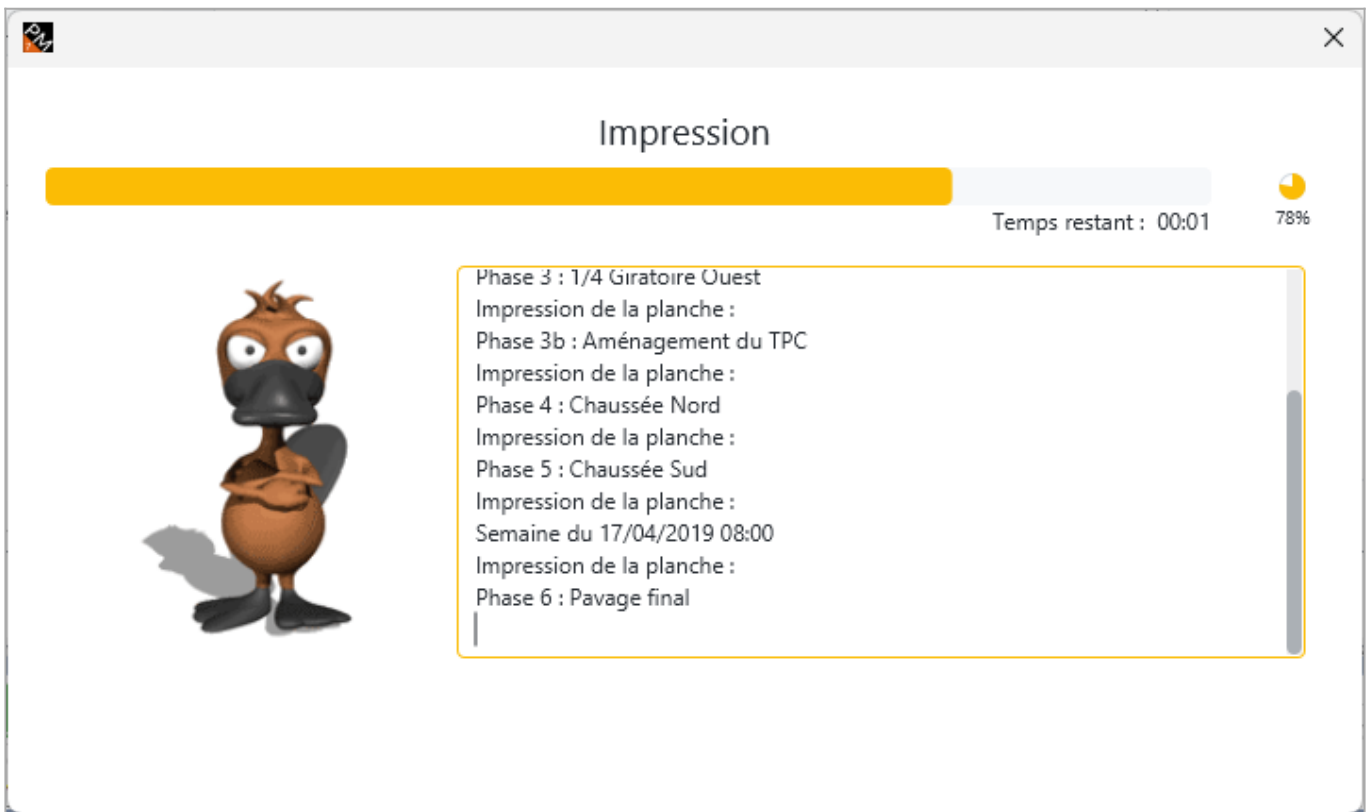 PM
Impression
Temps restant : 00:01
78%
Phase 3 : 1/4 Giratoire Ouest
Impression de la planche :
Phase 3b : Aménagement du TPC
Impression de la planche :
Phase 4 : Chaussée Nord
Impression de la planche :
Phase 5 : Chaussée Sud
Impression de la planche :
Semaine du 17/04/2019 08:00
Impression de la planche :
Phase 6 : Pavage final